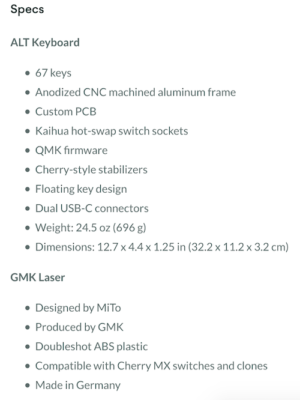 Specs
ALT Keyboard
• 67 keys
• Anodized CNC machined aluminum frame
• Custom PCB
• Kaihua hot-swap switch sockets
• QMK firmware
• Cherry-style stabilizers
• Floating key design
• Dual USB-C connectors
• Weight: 24.5 oz (696 g)
• Dimensions: 12.7 x 4.4 x 1.25 in (32.2 x 11.2 x 3.2 cm)
GMK Laser
• Designed by MiTo
• Produced by GMK
• Doubleshot ABS plastic
• Compatible with Cherry MX switches and clones
• Made in Germany